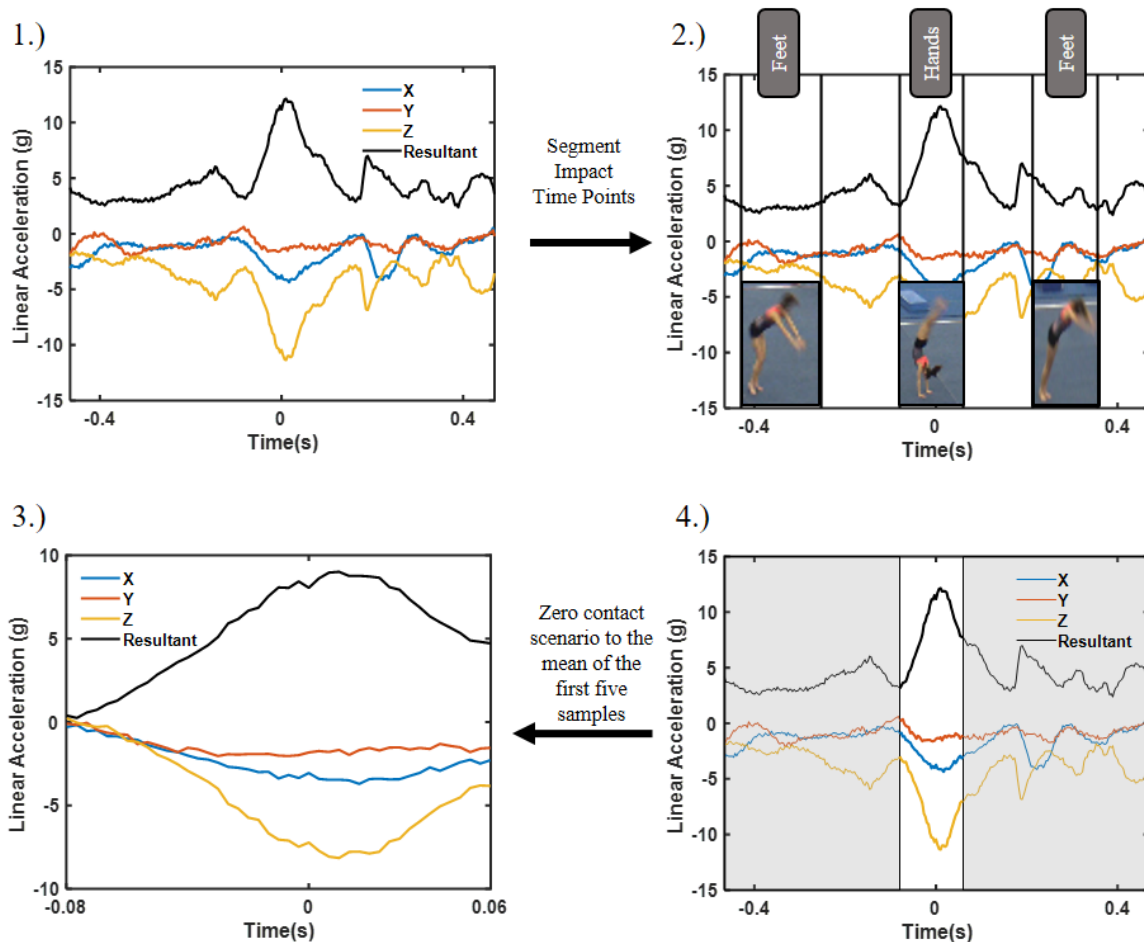 1.)
15
10
5
0
-5
-10
-15
Linear Acceleration (g)
X
Y
Z
Resultant
-0.4
0
0.4
Time(s)
Segment
Impact
Time Points
2.)
Feet
Hands
Feet
15
10
5
0
-5
-10
-15
Linear Acceleration (g)
-0.4
0
0.4
Time(s)
3.)
10
5
0
-5
-10
Linear Acceleration (g)
X
Y
Z
Resultant
-0.08
0
0.06
Time(s)
Zero contact
scenario to the
mean of the
first five
samples
4.)
15
10
5
0
-5
-10
-15
Linear Acceleration (g)
X
Y
Z
Resultant
-0.4
0
0.4
Time(s)